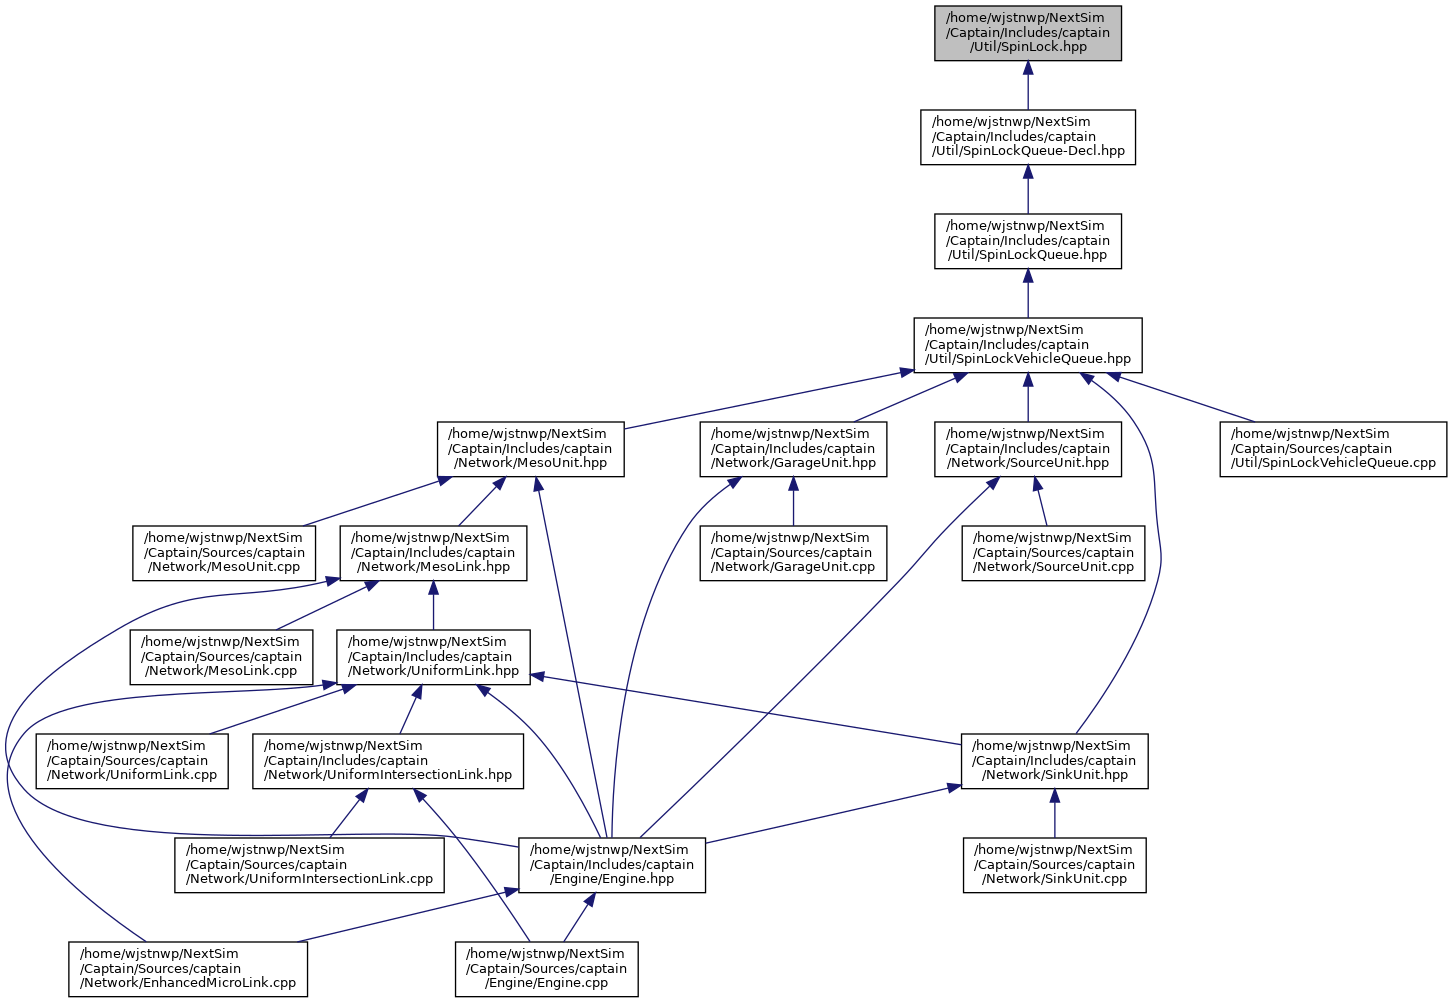 /home/wjstnwp/NextSim
/Captain/Includes/captain
/Util/SpinLock.hpp
/home/wjstnwp/NextSim
/Captain/Includes/captain
/Util/SpinLockQueue-Decl.hpp
/home/wjstnwp/NextSim
/Captain/Includes/captain
/Util/SpinLockQueue.hpp
/home/wjstnwp/NextSim
/Captain/Includes/captain
/Util/SpinLockVehicleQueue.hpp
/home/wjstnwp/NextSim
/Captain/Includes/captain
/Network/MesoUnit.hpp
/home/wjstnwp/NextSim
/Captain/Includes/captain
/Network/GarageUnit.hpp
/home/wjstnwp/NextSim
/Captain/Includes/captain
/Network/SourceUnit.hpp
/home/wjstnwp/NextSim
/Captain/Sources/captain
/Util/SpinLockVehicleQueue.cpp
/home/wjstnwp/NextSim
/Captain/Sources/captain
/Network/MesoUnit.cpp
/home/wjstnwp/NextSim
/Captain/Includes/captain
/Network/MesoLink.hpp
/home/wjstnwp/NextSim
/Captain/Sources/captain
/Network/GarageUnit.cpp
/home/wjstnwp/NextSim
/Captain/Sources/captain
/Network/SourceUnit.cpp
/home/wjstnwp/NextSim
/Captain/Sources/captain
/Network/MesoLink.cpp
/home/wjstnwp/NextSim
/Captain/Includes/captain
/Network/UniformLink.hpp
/home/wjstnwp/NextSim
/Captain/Sources/captain
/Network/UniformLink.cpp
/home/wjstnwp/NextSim
/Captain/Includes/captain
/Network/UniformIntersectionLink.hpp
/home/wjstnwp/NextSim
/Captain/Includes/captain
/Network/SinkUnit.hpp
/home/wjstnwp/NextSim
/Captain/Sources/captain
/Network/UniformIntersectionLink.cpp
/home/wjstnwp/NextSim
/Captain/Includes/captain
/Engine/Engine.hpp
/home/wjstnwp/NextSim
/Captain/Sources/captain
/Network/SinkUnit.cpp
/home/wjstnwp/NextSim
/Captain/Sources/captain
/Network/EnhancedMicroLink.cpp
/home/wjstnwp/NextSim
/Captain/Sources/captain
/Engine/Engine.cpp